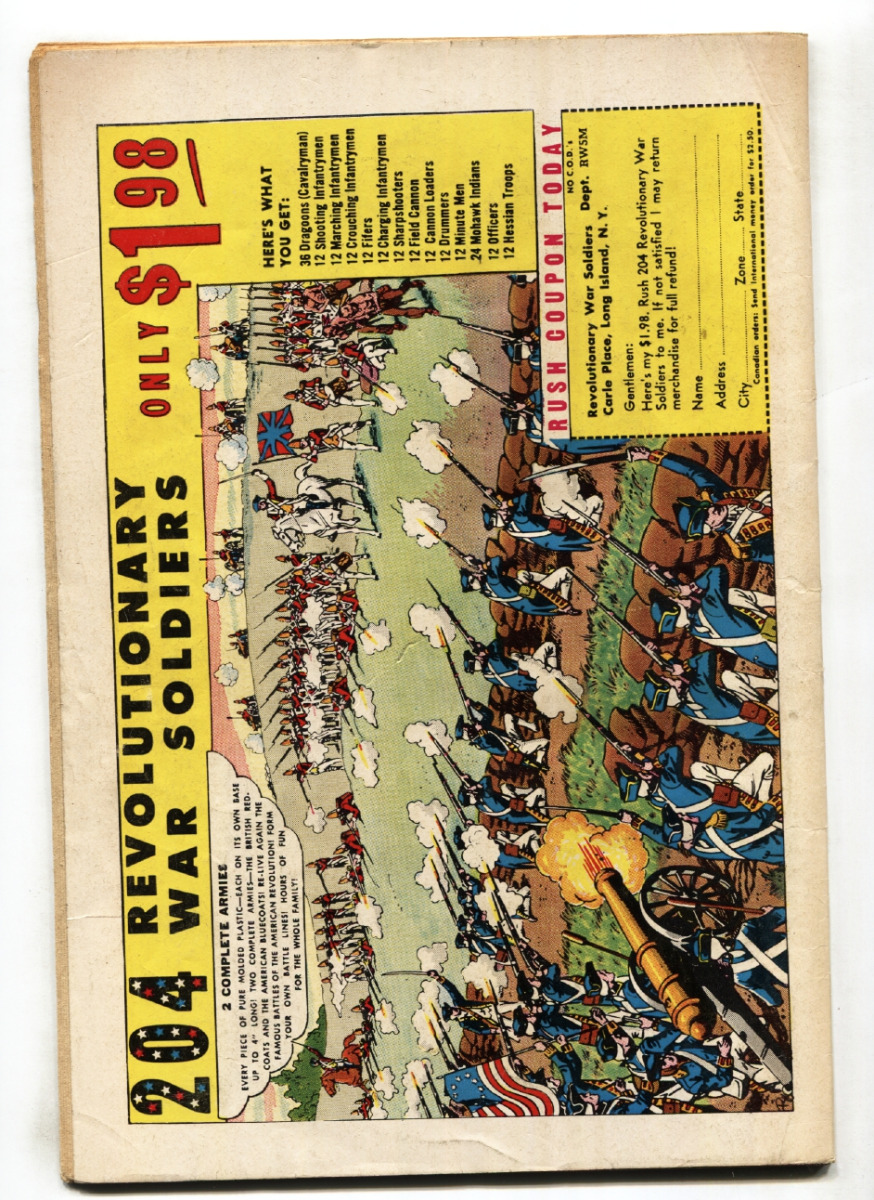 204 REVOLUTIONARY
WAR SOLDIERS
ONLY $1.98
2 COMPLETE ARMIES
EVERY PIECE OF PURE MOLDED PLASTIC—EACH ON ITS OWN BASE
UP TO 4" LONG! TWO COMPLETE ARMIES—THE BRITISH RED-
COATS AND THE AMERICAN BLUECOATS! RE-LIVE AGAIN THE
FAMOUS BATTLES OF THE AMERICAN REVOLUTION! FORM
YOUR OWN BATTLE LINES! HOURS OF FUN
FOR THE WHOLE FAMILY!
HERE'S WHAT
YOU GET:
36 Dragoons (Cavalryman)
12 Shooting Infantrymen
12 Marching Infantrymen
12 Crouching Infantrymen
12 Fifers
12 Charging Infantrymen
12 Sharpshooters
12 Field Cannon
12 Cannon Loaders
12 Drummers
12 Minute Men
24 Mohawk Indians
12 Officers
12 Hessian Troops
RUSH COUPON TODAY
NO C.O.D.'s
Revolutionary War Soldiers Dept. RW5M
Carle Place, Long Island, N. Y.
Gentlemen:
Here's my $1.98. Rush 204 Revolutionary War
Soldiers to me. If not satisfied I may return
merchandise for full refund!
Name
Address
City Zone State
Canadian orders: Send International money order for $2.50.